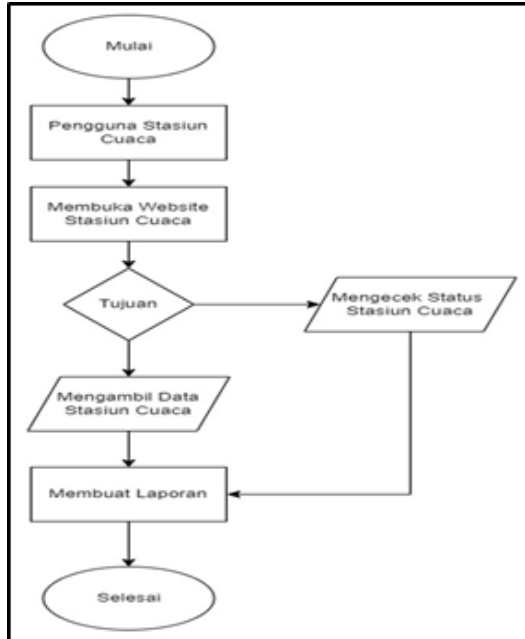 Mulai
Pengguna Stasiun
Cuaca
Membuka Website
Stasiun Cuaca
Tujuan
Mengecek Status
Stasiun Cuaca
Mengambil Data
Stasiun Cuaca
Membuat Laporan
Selesai